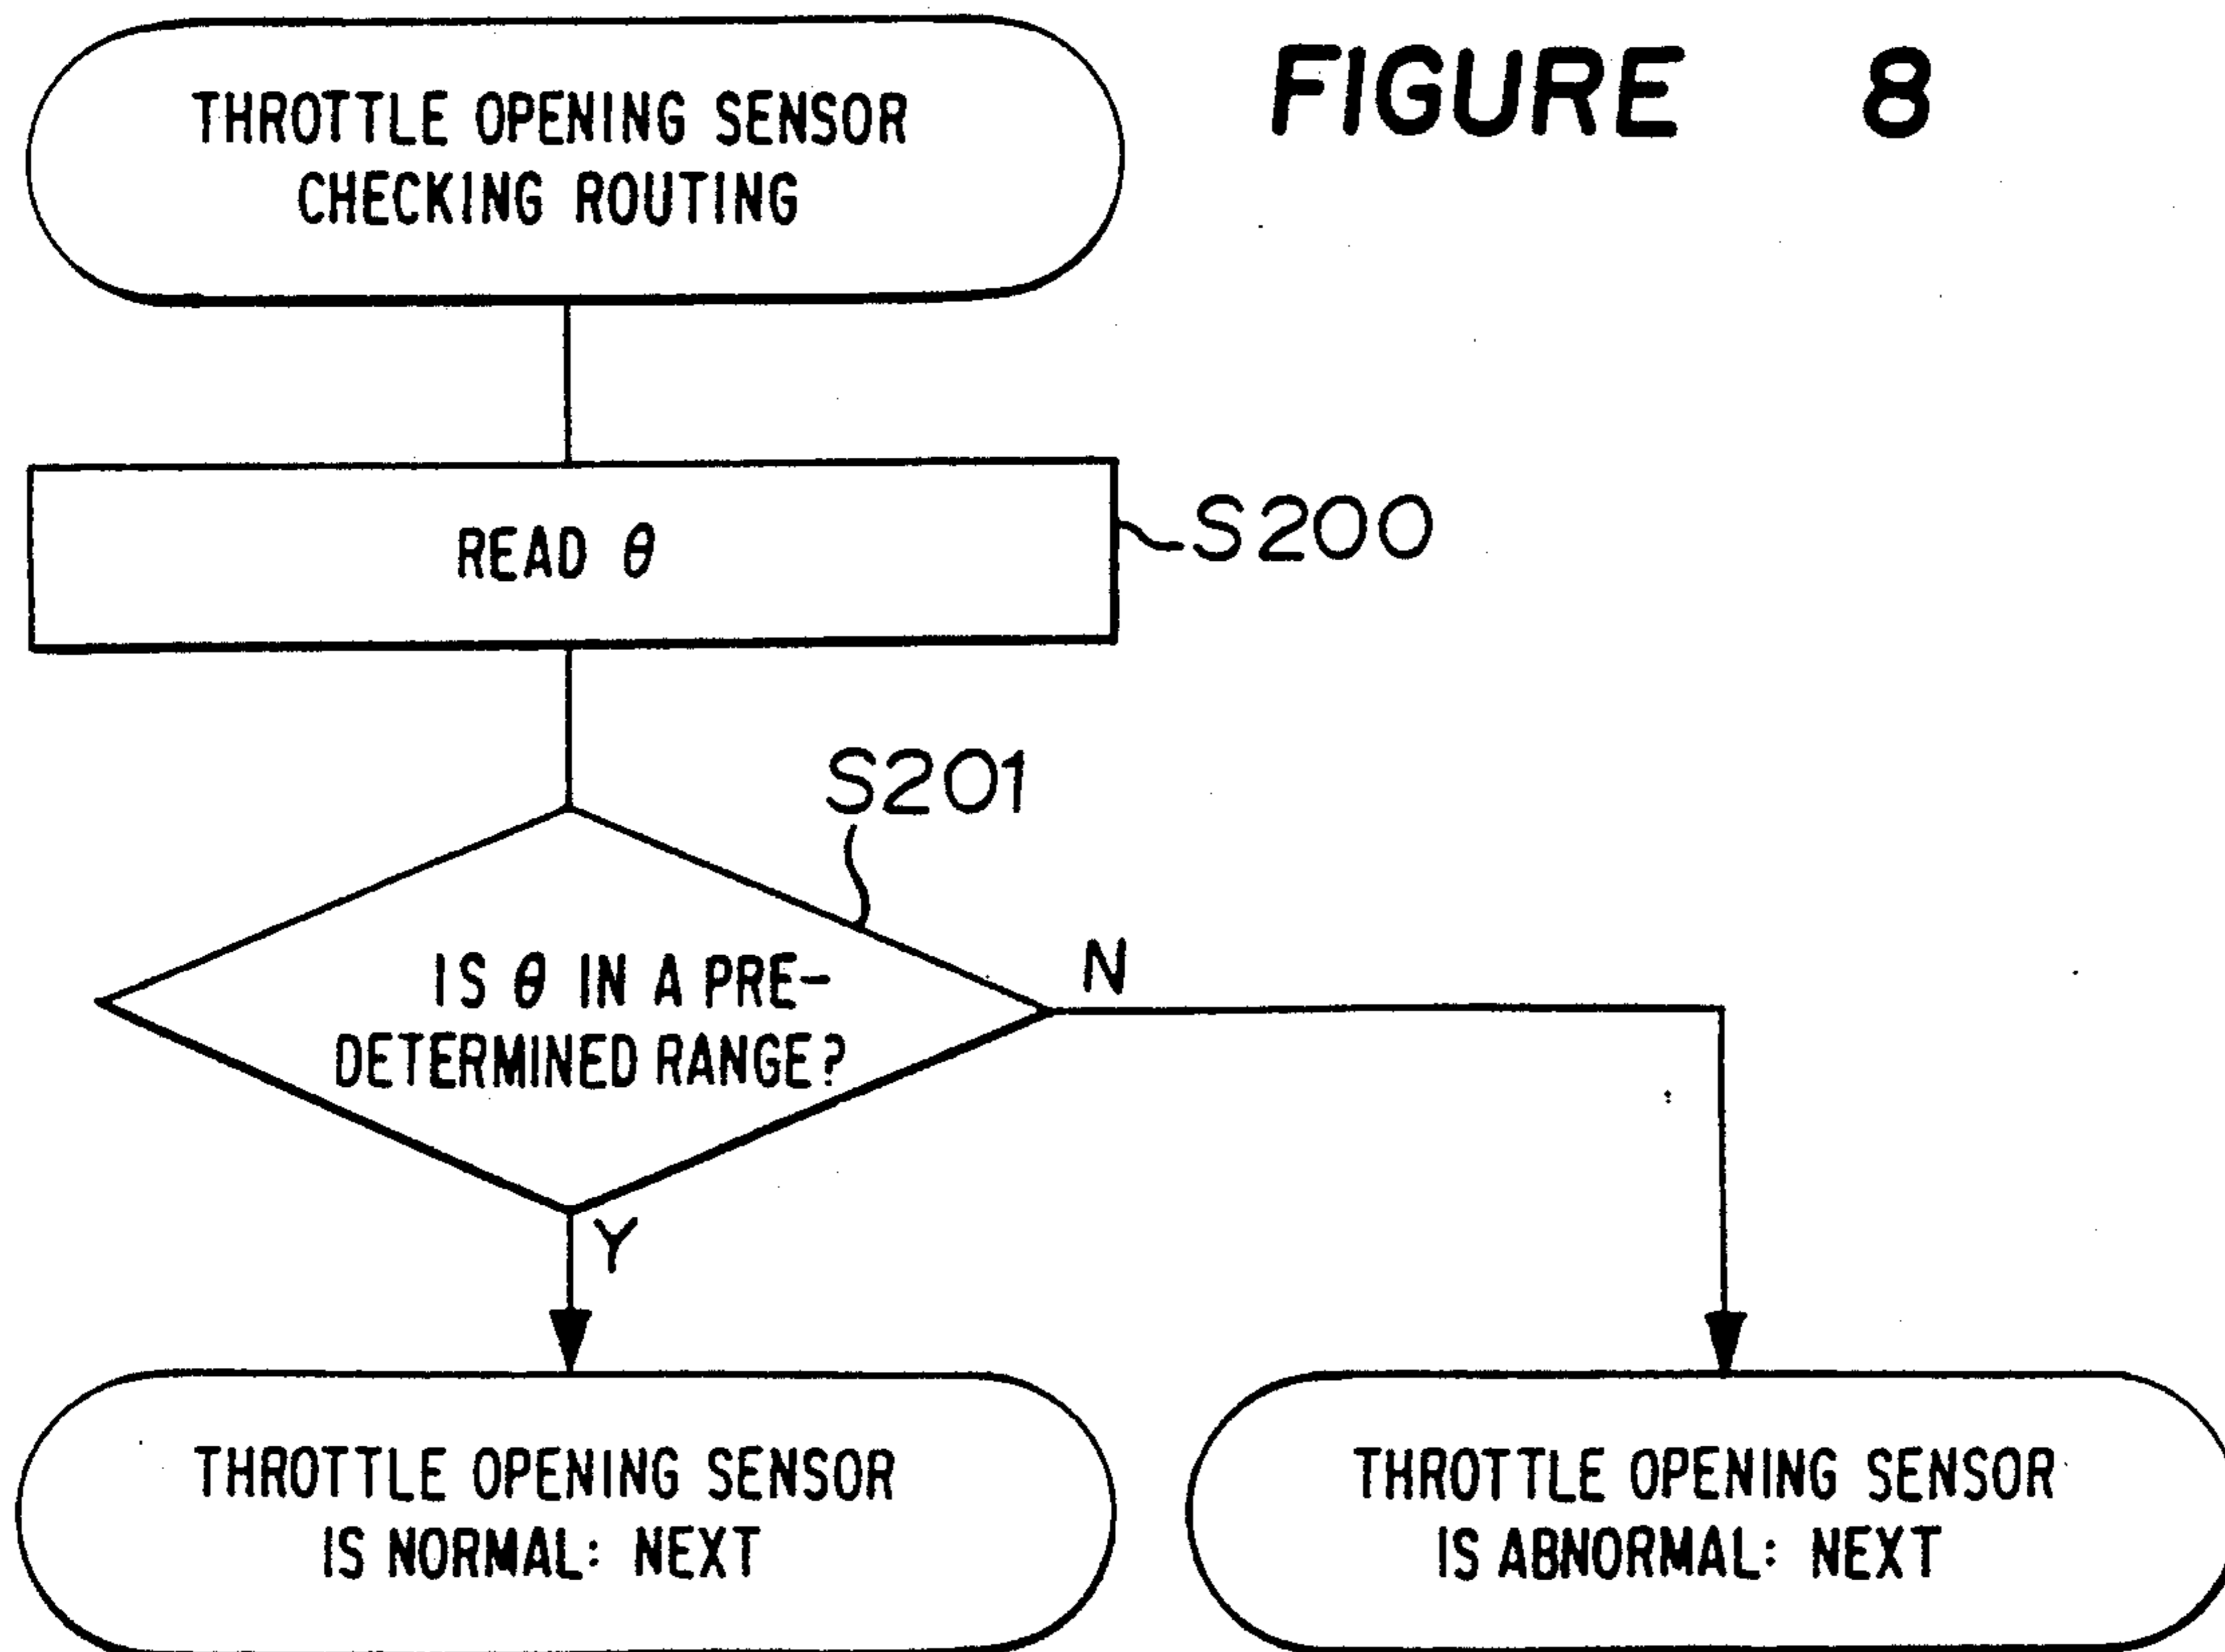 FIGURE 8
THROTTLE OPENING SENSOR
CHECKING ROUTING
READ θ
S200
S201
IS θ IN A PRE-
DETERMINED RANGE?
N
Y
THROTTLE OPENING SENSOR
IS NORMAL: NEXT
THROTTLE OPENING SENSOR
IS ABNORMAL: NEXT